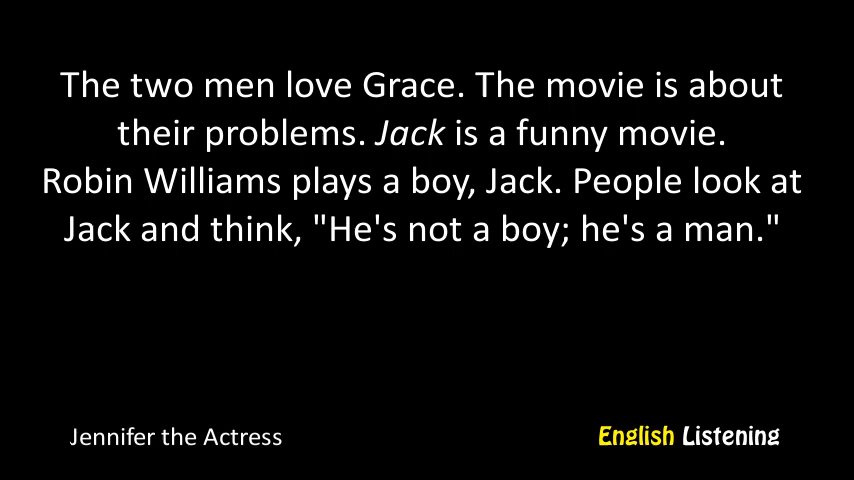 The two men love Grace. The movie is about
their problems. Jack is a funny movie.
Robin Williams plays a boy, Jack. People look at
Jack and think, "He's not a boy; he's a man."
Jennifer the Actress
English Listening